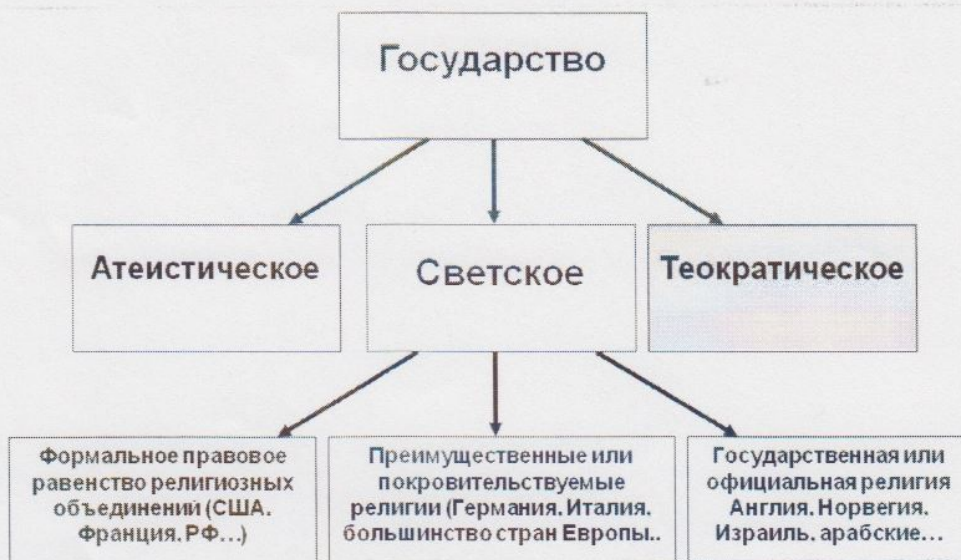 Государство
Атеистическое
Светское
Теократическое
Формальное правовое
равенство религиозных
объединений (США,
Франция, РФ...)
Преимущественные или
покровительствуемые
религии (Германия, Италия,
большинство стран Европы..
Государственная или
официальная религия
Англия, Норвегия,
Израиль, арабские...